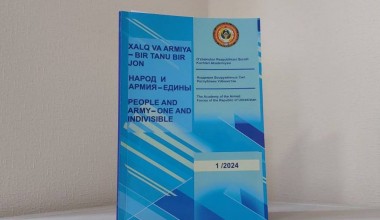 XALQ VA ARMIYA
– BIR TANU BIR
JON
НАРОД И
АРМИЯ - ЕДИНЫ
PEOPLE AND
ARMY– ONE AND
INDIVISIBLE
The Academy of the Armed
Forces of the Republic of Uzbekistan
1 /2024